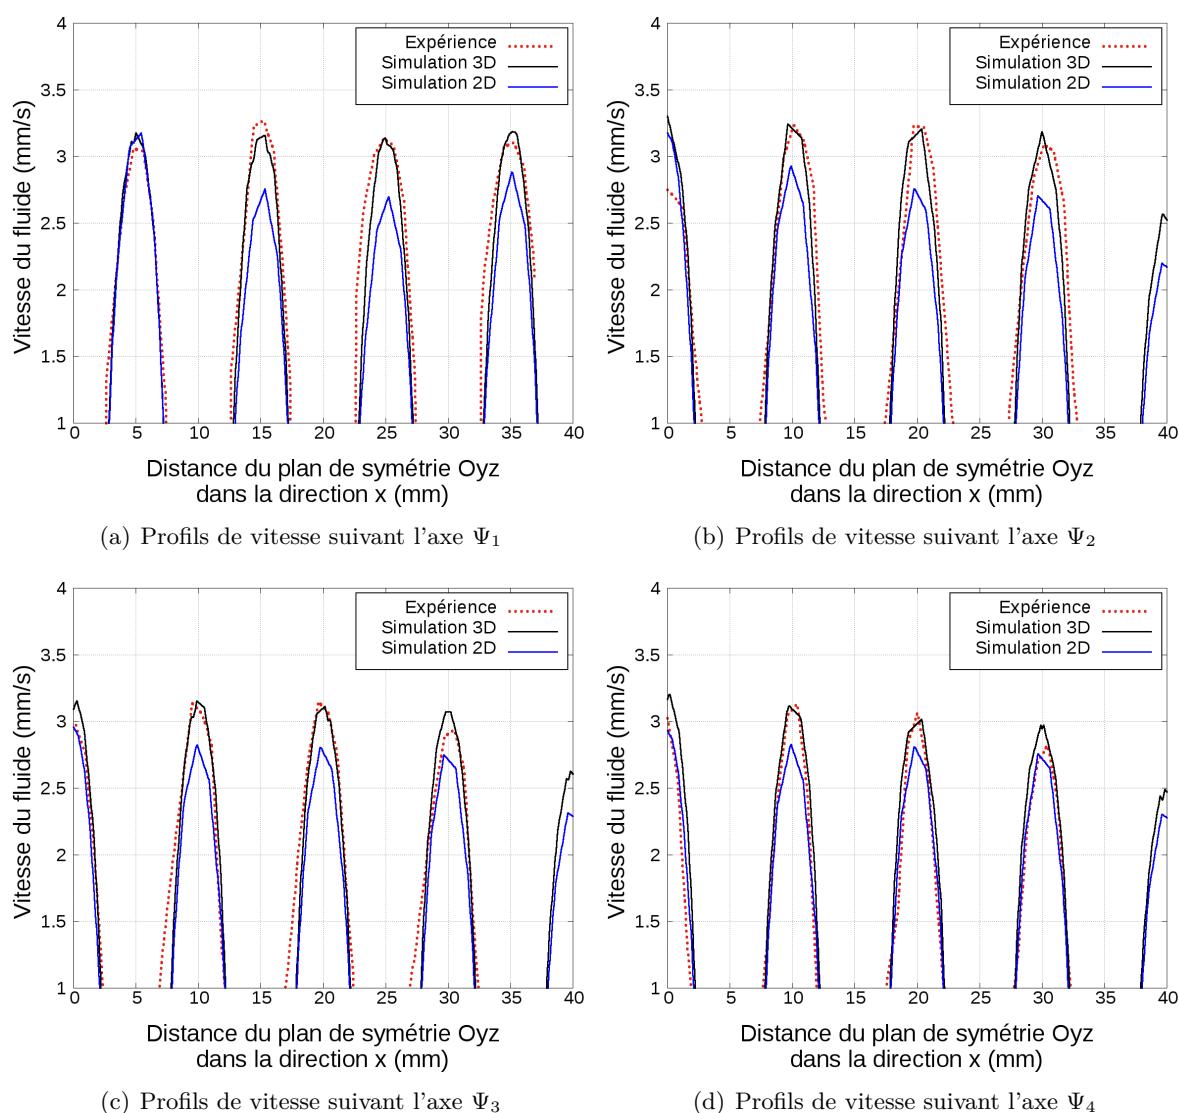 4
3.5
3
2.5
2
1.5
1
Vitesse du fluide (mm/s)
Expérience
Simulation 3D
Simulation 2D
0 5 10 15 20 25 30 35 40
Distance du plan de symétrie Oyz
dans la direction x (mm)
(a) Profils de vitesse suivant l'axe Ψ₁
4
3.5
3
2.5
2
1.5
1
Vitesse du fluide (mm/s)
Expérience
Simulation 3D
Simulation 2D
0 5 10 15 20 25 30 35 40
Distance du plan de symétrie Oyz
dans la direction x (mm)
(b) Profils de vitesse suivant l'axe Ψ₂
4
3.5
3
2.5
2
1.5
1
Vitesse du fluide (mm/s)
Expérience
Simulation 3D
Simulation 2D
0 5 10 15 20 25 30 35 40
Distance du plan de symétrie Oyz
dans la direction x (mm)
(c) Profils de vitesse suivant l'axe Ψ₃
4
3.5
3
2.5
2
1.5
1
Vitesse du fluide (mm/s)
Expérience
Simulation 3D
Simulation 2D
0 5 10 15 20 25 30 35 40
Distance du plan de symétrie Oyz
dans la direction x (mm)
(d) Profils de vitesse suivant l'axe Ψ₄